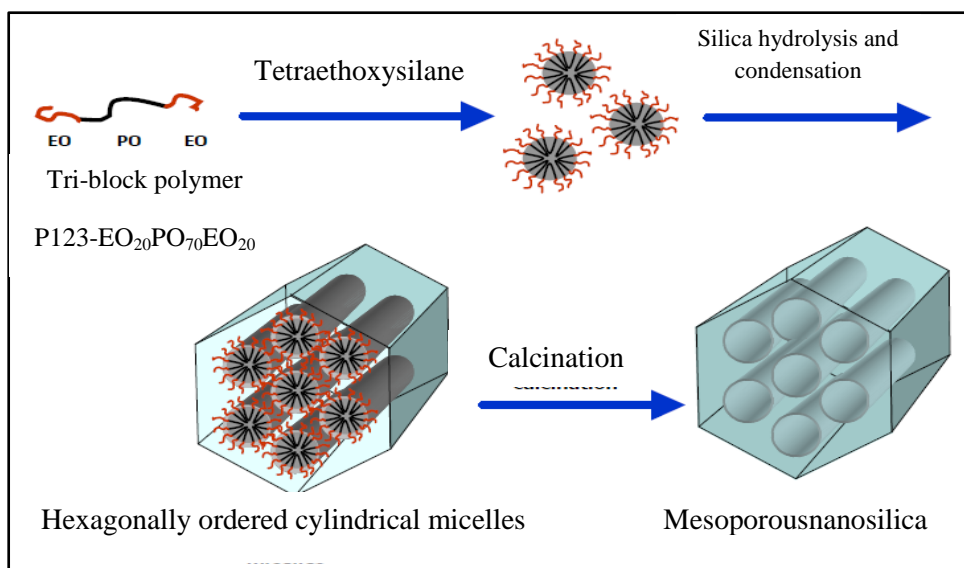 Tetraethoxysilane
Silica hydrolysis and
condensation
EO PO EO
Tri-block polymer
P123-EO₂₀PO₇₀EO₂₀
Calcination
calcination
Hexagonally ordered cylindrical micelles
Mesoporousnanosilica